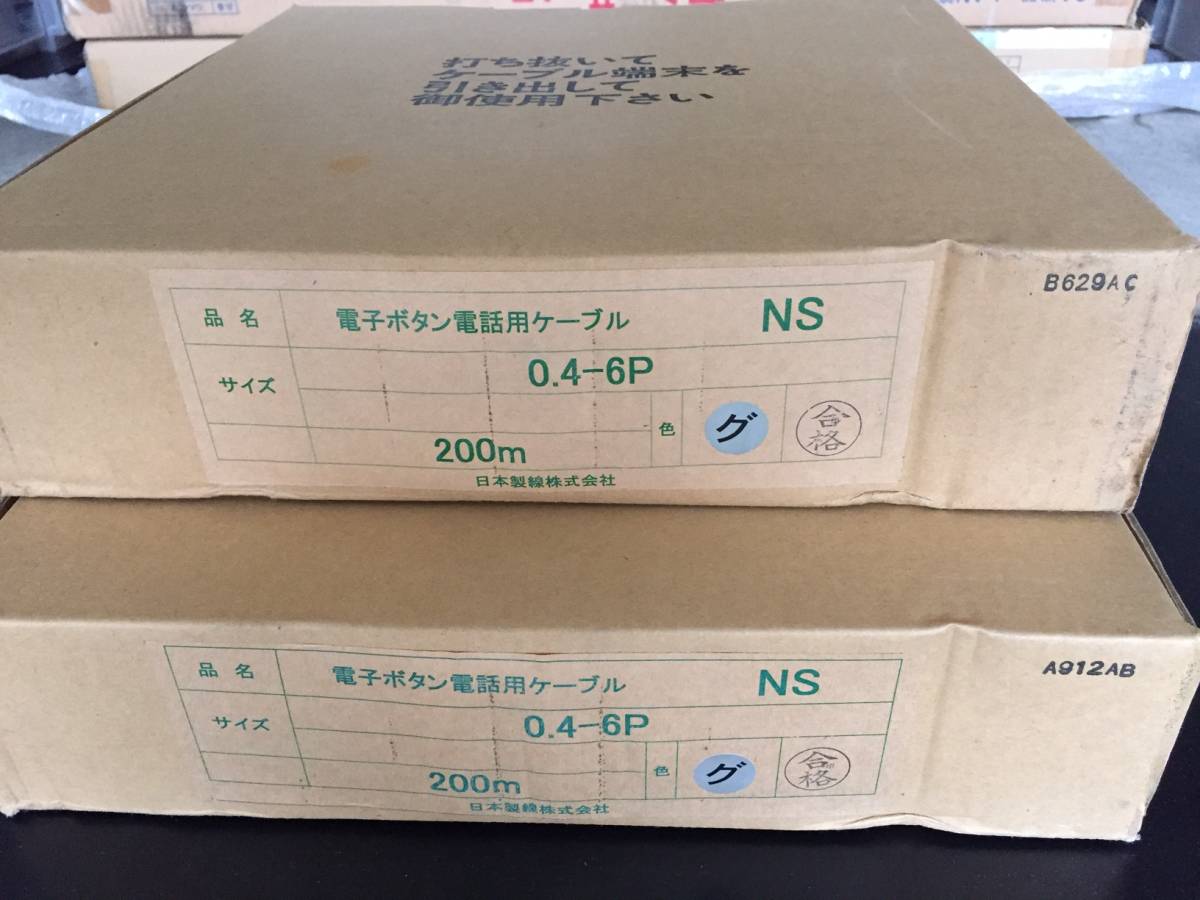 打ち抜いて
ケーブル端末を
引き出して
御使用下さい
B629AC
品名 電子ボタン電話用ケーブル NS
サイズ 0.4-6P
200m 色 グ 合格
日本製線株式会社
A912AB
品名 電子ボタン電話用ケーブル NS
サイズ 0.4-6P
200m 色 グ 合格
日本製線株式会社